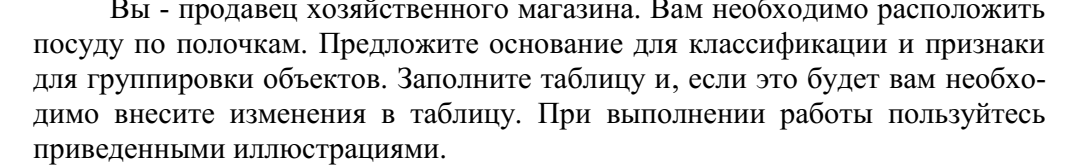 Вы - продавец хозяйственного магазина. Вам необходимо расположить
посуду по полочкам. Предложите основание для классификации и признаки
для группировки объектов. Заполните таблицу и, если это будет вам необхо-
димо внесите изменения в таблицу. При выполнении работы пользуйтесь
приведенными иллюстрациями.